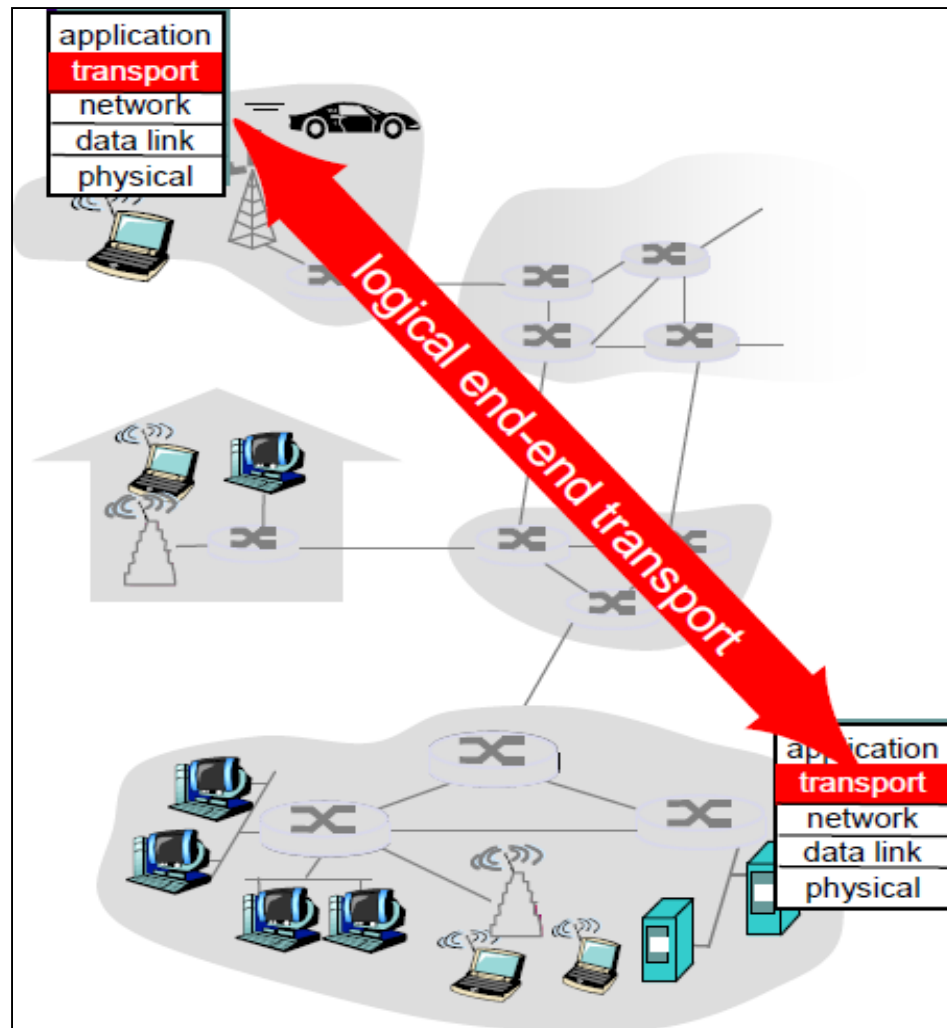 application
transport
network
data link
physical
logical end-end transport
application
transport
network
data link
physical